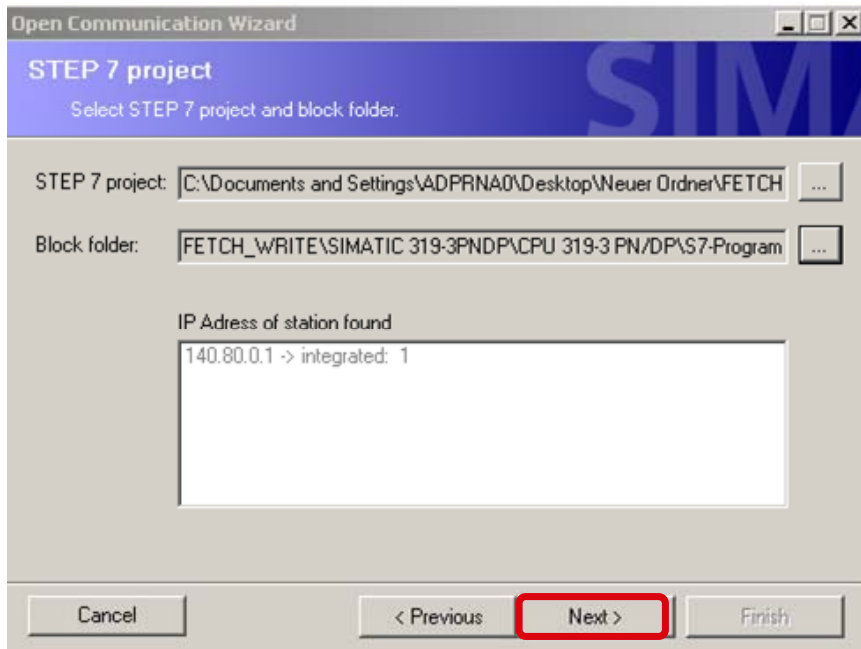 Open Communication Wizard
STEP 7 project
SIMA
Select STEP 7 project and block folder.
STEP 7 project: C:\Documents and Settings\ADPRNA0\Desktop\Neuer Ordner\FETCH ...
Block folder: FETCH_WRITE\SIMATIC 319-3PNDP\CPU 319-3 PN/DP\S7-Program ...
IP Adress of station found
140.80.0.1 -> integrated: 1
Cancel < Previous Next > Finish